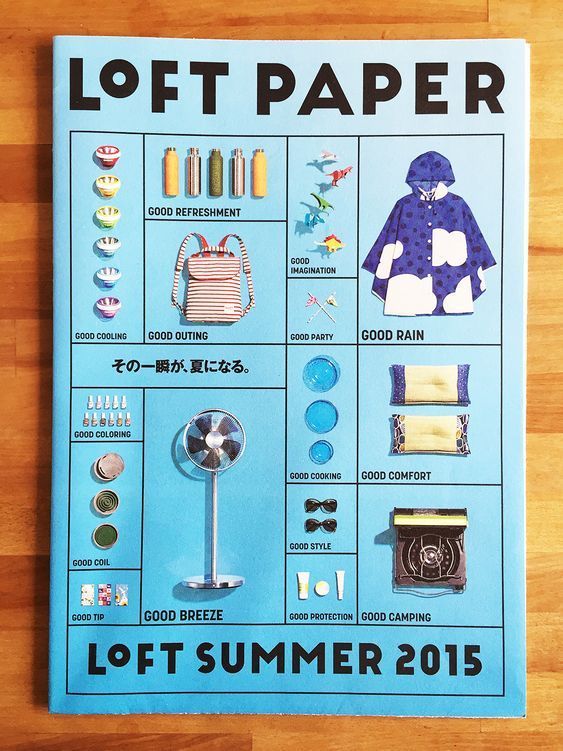 LOFT PAPER
GOOD COOLING
GOOD REFRESHMENT
GOOD OUTING
GOOD
IMAGINATION
GOOD PARTY
GOOD RAIN
その一瞬が、夏になる。
GOOD COLORING
GOOD COIL
GOOD TIP
GOOD BREEZE
GOOD COOKING
GOOD STYLE
GOOD PROTECTION
GOOD COMFORT
GOOD CAMPING
LOFT SUMMER 2015